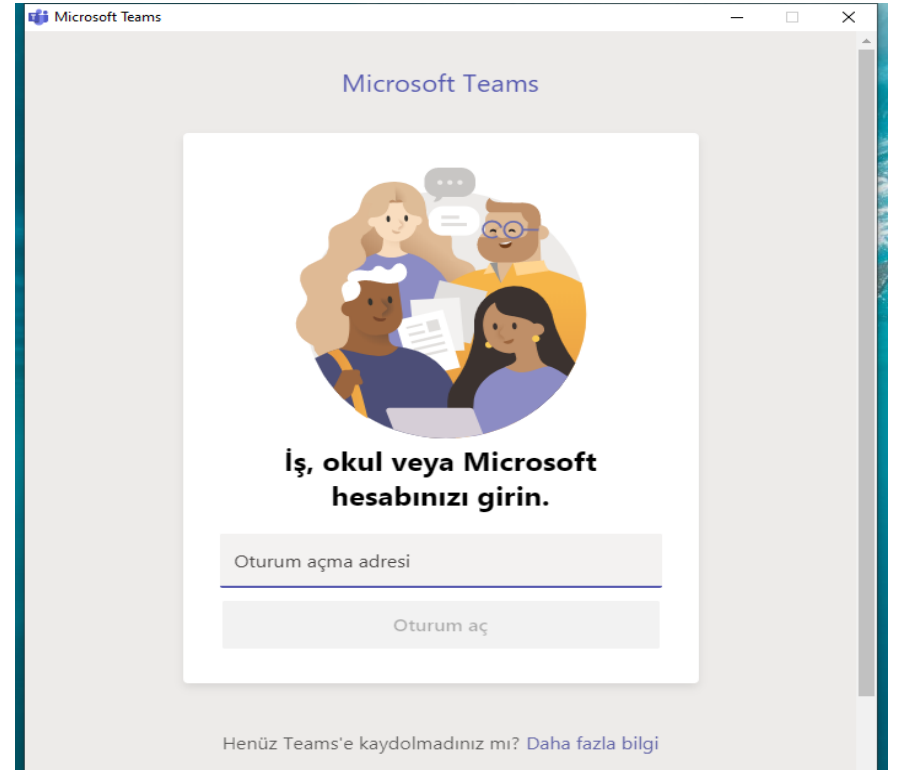 Microsoft Teams
Microsoft Teams
İş, okul veya Microsoft
hesabınızı girin.
Oturum açma adresi
Oturum aç
Henüz Teams'e kaydolmadınız mı? Daha fazla bilgi